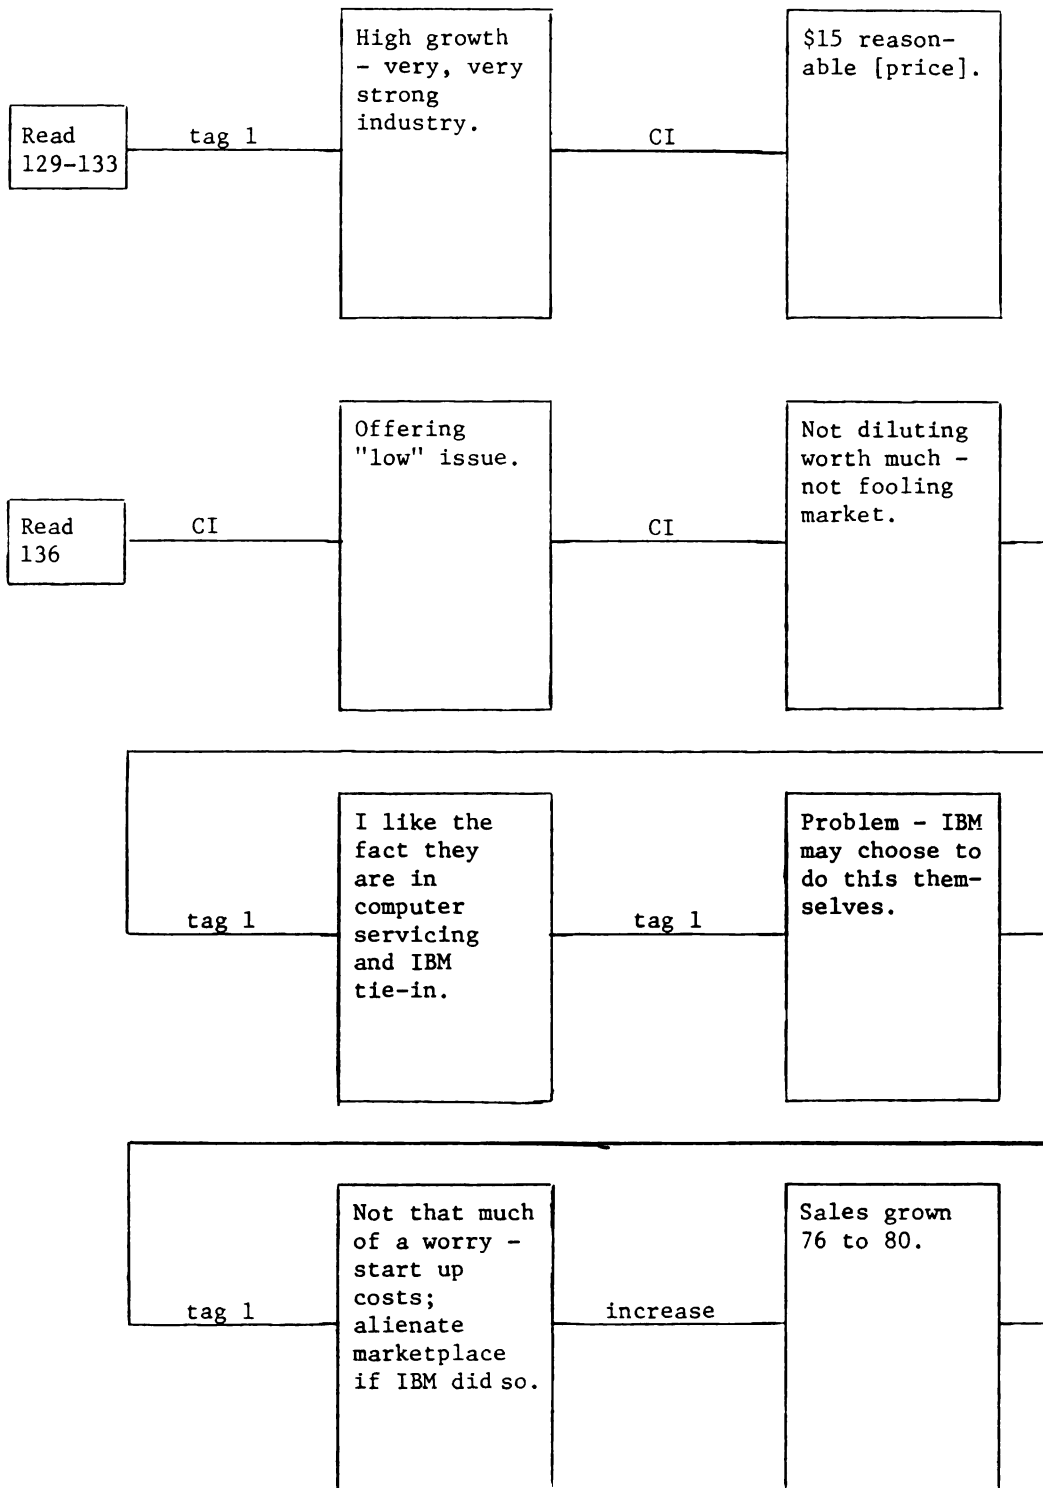 Read
129-133
tag 1
High growth
- very, very
strong
industry.
CI
$15 reason-
able [price].
Read
136
CI
Offering
"low" issue.
CI
Not diluting
worth much -
not fooling
market.
tag 1
I like the
fact they
are in
computer
servicing
and IBM
tie-in.
tag 1
Problem - IBM
may choose to
do this them-
selves.
tag 1
Not that much
of a worry -
start up
costs;
alienate
marketplace
if IBM did so.
increase
Sales grown
76 to 80.